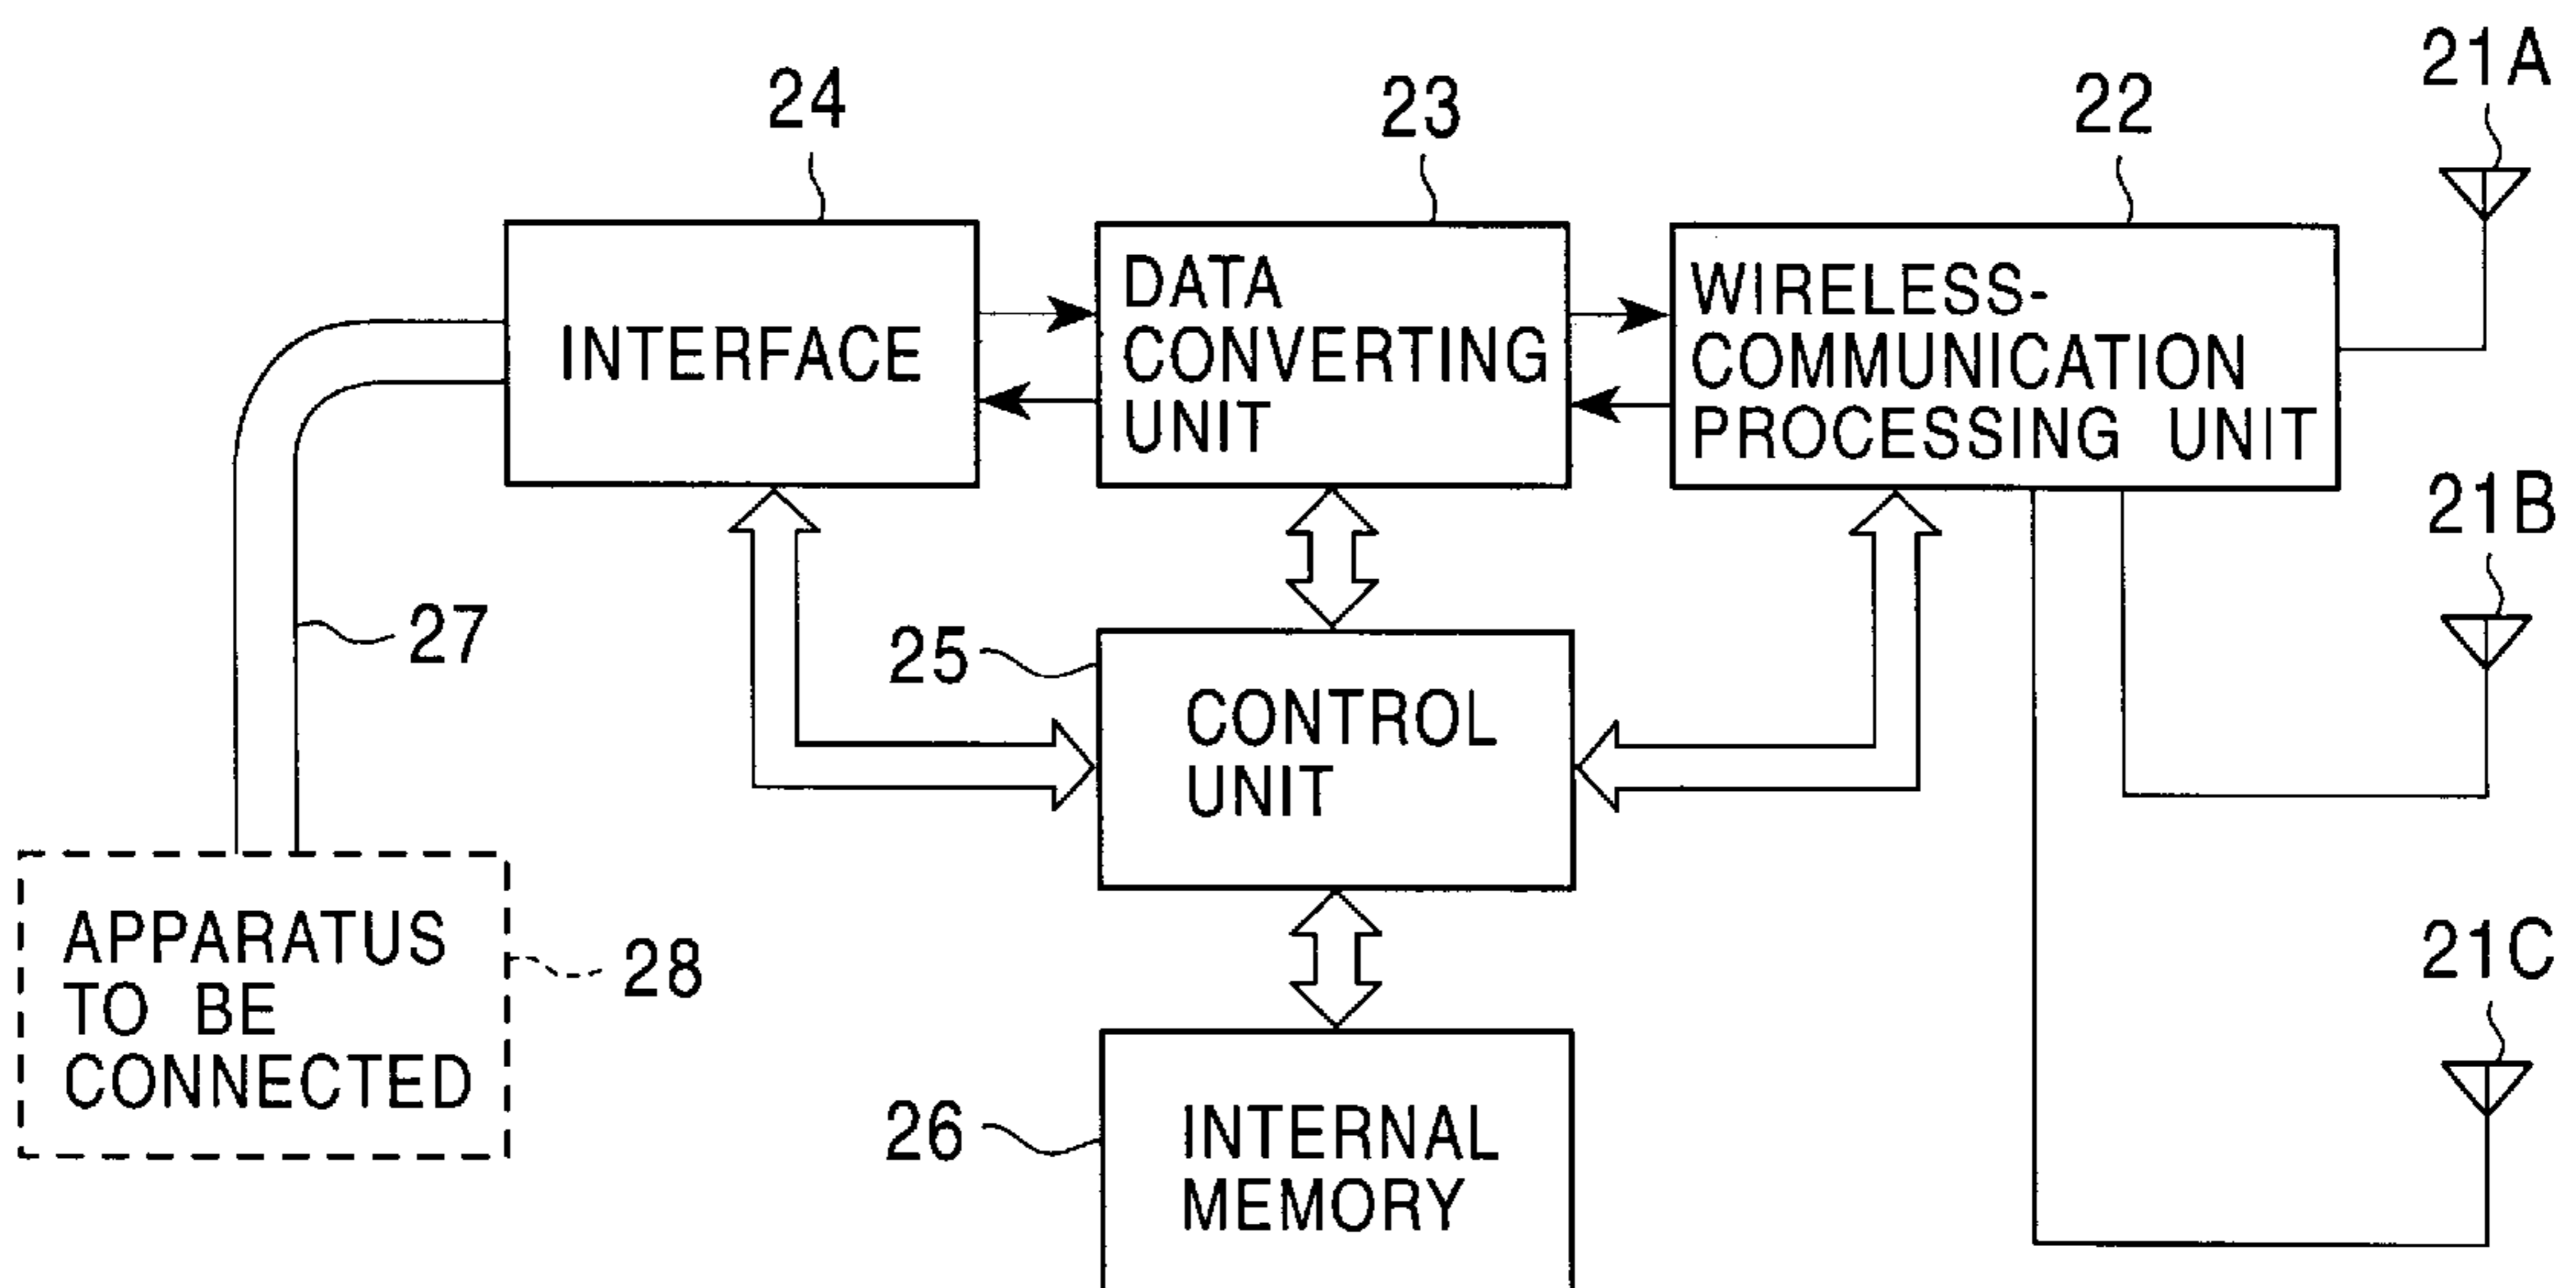 21A
24
23
22
INTERFACE
DATA
CONVERTING
UNIT
WIRELESS-
COMMUNICATION
PROCESSING UNIT
21B
27
25
CONTROL
UNIT
APPARATUS
TO BE
CONNECTED
28
21C
26
INTERNAL
MEMORY